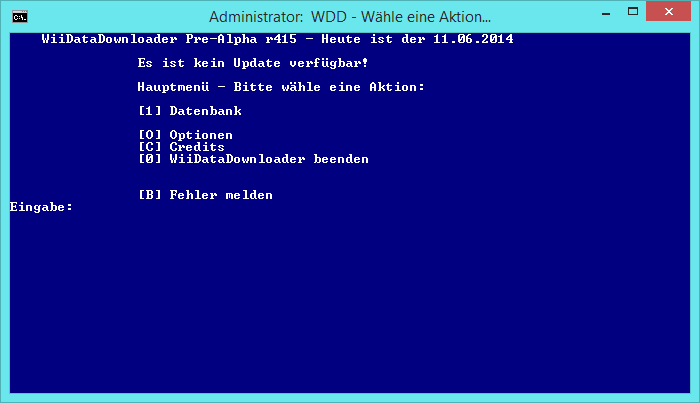 Administrator:  WDD - Wähle eine Aktion...
WiiDataDownloader Pre-Alpha r415 - Heute ist der 11.06.2014
Es ist kein Update verfügbar!
Hauptmenü - Bitte wähle eine Aktion:
[1] Datenbank
[O] Optionen
[C] Credits
[0] WiiDataDownloader beenden
[B] Fehler melden
Eingabe: